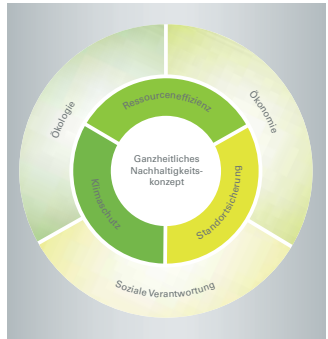 Ökologie
Ökonomie
Ressourceneffizienz
Klimaschutz
Ganzheitliches
Nachhaltigkeits-
konzept
Standortsicherung
Soziale Verantwortung